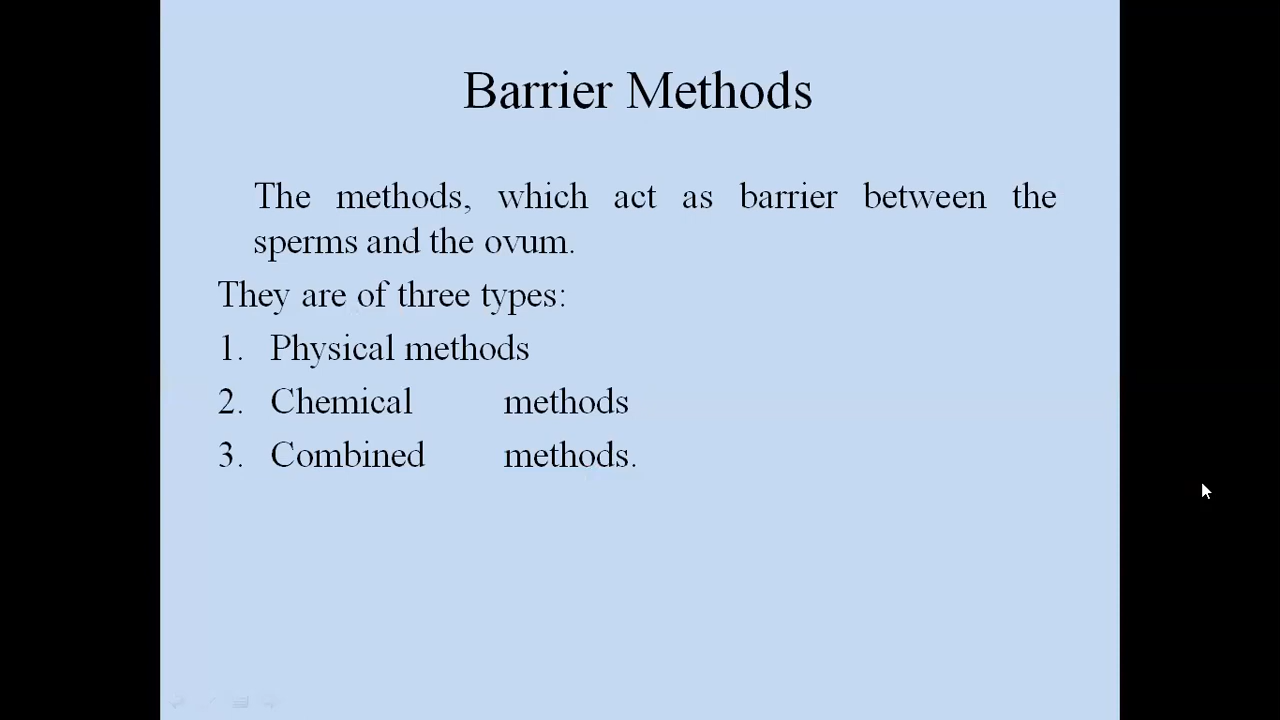 Barrier Methods
The methods, which act as barrier between the
sperms and the ovum.
They are of three types:
1. Physical methods
2. Chemical methods
3. Combined methods.